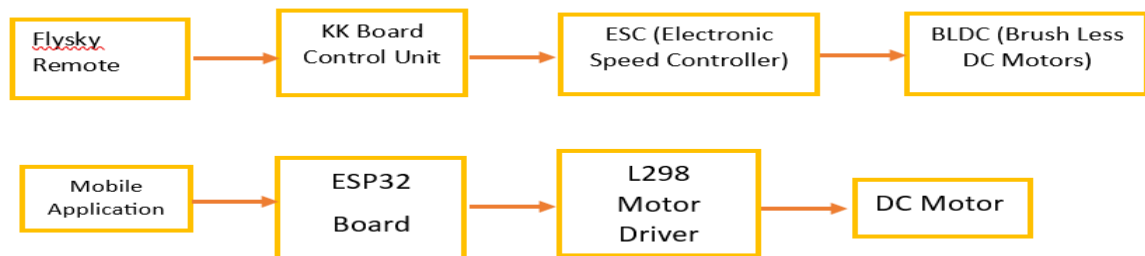 Flysky
Remote
KK Board
Control Unit
ESC (Electronic
Speed Controller)
BLDC (Brush Less
DC Motors)
Mobile
Application
ESP32
Board
L298
Motor
Driver
DC Motor